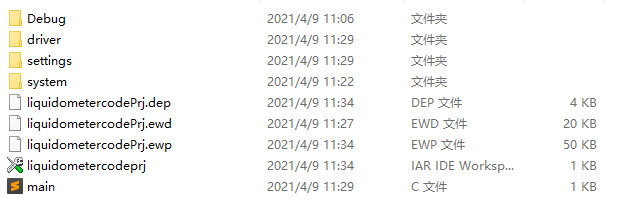 Debug 2021/4/9 11:06 文件夹
driver 2021/4/9 11:29 文件夹
settings 2021/4/9 11:29 文件夹
system 2021/4/9 11:22 文件夹
liquidometercodePrj.dep 2021/4/9 11:34 DEP 文件 4 KB
liquidometercodePrj.ewd 2021/4/9 11:27 EWD 文件 20 KB
liquidometercodePrj.ewp 2021/4/9 11:34 EWP 文件 50 KB
liquidometercodeprj 2021/4/9 11:34 IAR IDE Worksp... 1 KB
main 2021/4/9 11:29 C 文件 1 KB